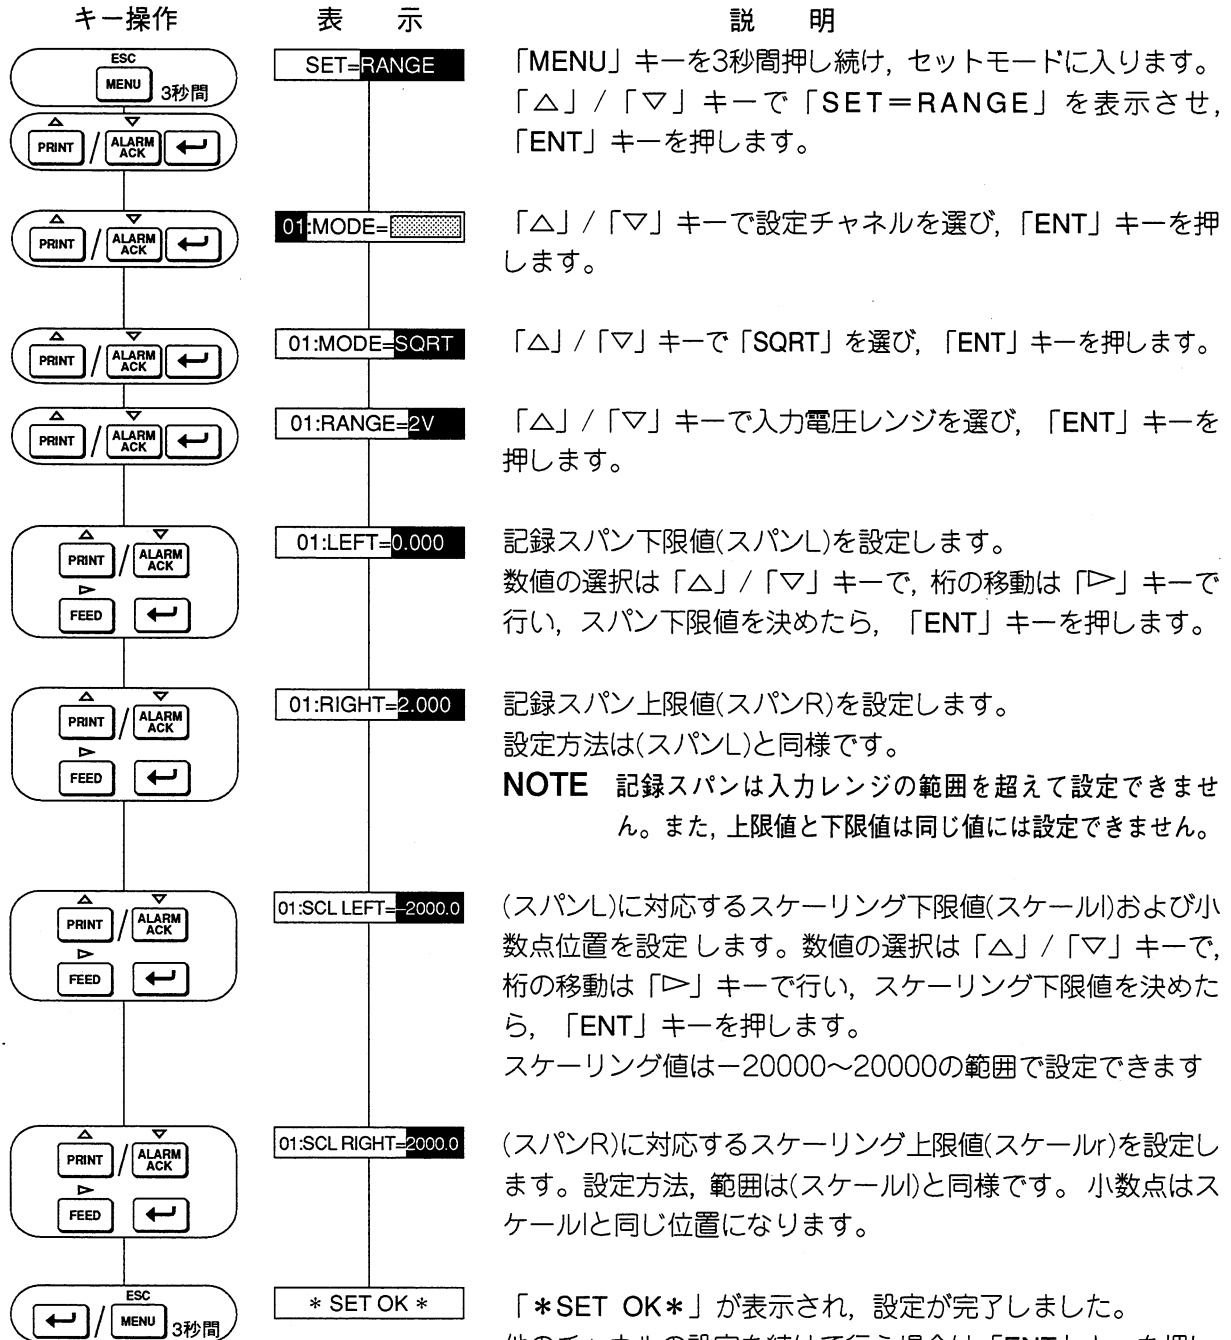 キー操作 表 示 説 明
ESC
MENU 3秒間
SET=RANGE
「MENU」キーを3秒間押し続け, セットモードに入ります。
「△」/「▽」キーで「SET=RANGE」を表示させ,
「ENT」キーを押します。
△ ▽
PRINT / ALARM ACK ↵
△ ▽
PRINT / ALARM ACK ↵
01:MODE=
「△」/「▽」キーで設定チャネルを選び,「ENT」キーを押
します。
△ ▽
PRINT / ALARM ACK ↵
01:MODE=SQRT
「△」/「▽」キーで「SQRT」を選び, 「ENT」キーを押します。
△ ▽
PRINT / ALARM ACK ↵
01:RANGE=2V
「△」/「▽」キーで入力電圧レンジを選び, 「ENT」キーを
押します。
△ ▽
PRINT / ALARM ACK
▷
FEED ↵
01:LEFT=0.000
記録スパン下限値(スパンL)を設定します。
数値の選択は「△」/「▽」キーで, 桁の移動は「▷」キーで
行い, スパン下限値を決めたら, 「ENT」キーを押します。
△ ▽
PRINT / ALARM ACK
▷
FEED ↵
01:RIGHT=2.000
記録スパン上限値(スパンR)を設定します。
設定方法は(スパンL)と同様です。
NOTE 記録スパンは入力レンジの範囲を超えて設定できませ
ん。また, 上限値と下限値は同じ値には設定できません。
△ ▽
PRINT / ALARM ACK
▷
FEED ↵
01:SCL LEFT=-2000.0
(スパンL)に対応するスケーリング下限値(スケールl)および小
数点位置を設定 します。数値の選択は「△」/「▽」キーで,
桁の移動は「▷」キーで行い, スケーリング下限値を決めた
ら, 「ENT」キーを押します。
スケーリング値は−20000〜20000の範囲で設定できます
△ ▽
PRINT / ALARM ACK
▷
FEED ↵
01:SCL RIGHT=2000.0
(スパンR)に対応するスケーリング上限値(スケールr)を設定し
ます。設定方法, 範囲は(スケールl)と同様です。 小数点はス
ケールlと同じ位置になります。
ESC
↵ / MENU 3秒間
* SET OK *
「*SET OK*」が表示され, 設定が完了しました。
他のチャネルの設定を続けて行う場合は「ENT」キーを押し